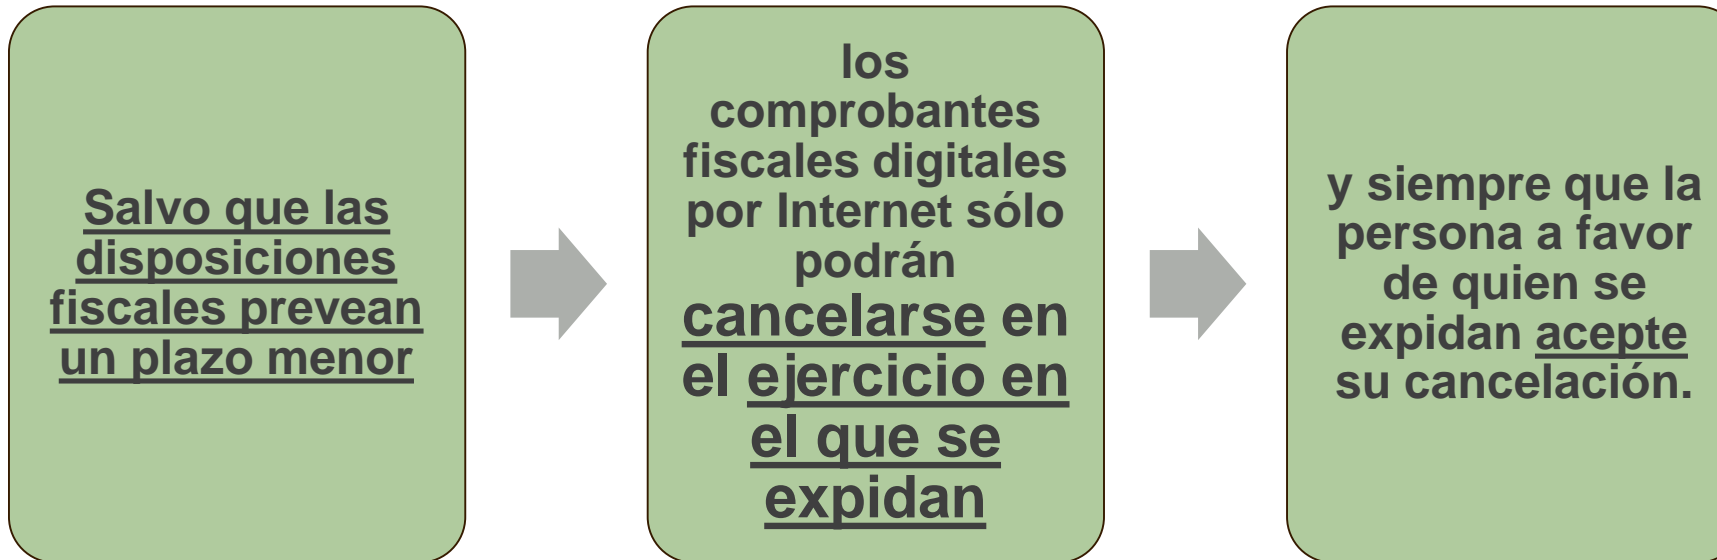 Salvo que las
disposiciones
fiscales prevean
un plazo menor
los
comprobantes
fiscales digitales
por Internet sólo
podrán
cancelarse en
el ejercicio en
el que se
expidan
y siempre que la
persona a favor
de quien se
expidan acepte
su cancelación.